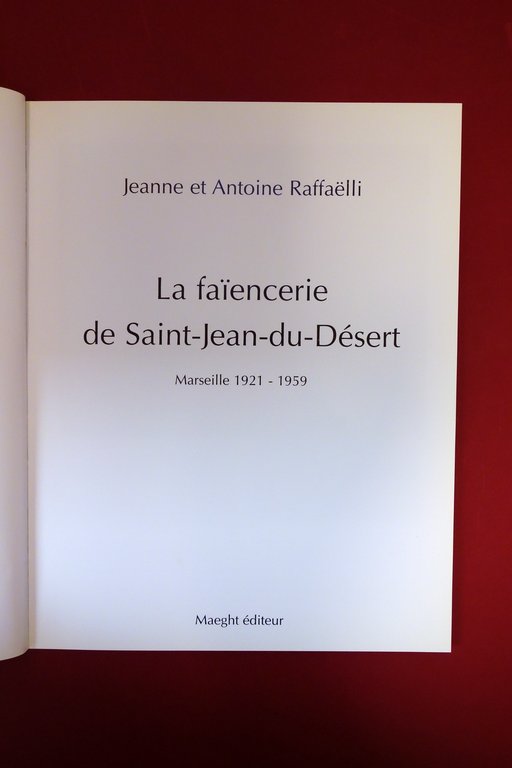 Jeanne et Antoine Raffaëlli
La faïencerie
de Saint-Jean-du-Désert
Marseille 1921 - 1959
Maeght éditeur